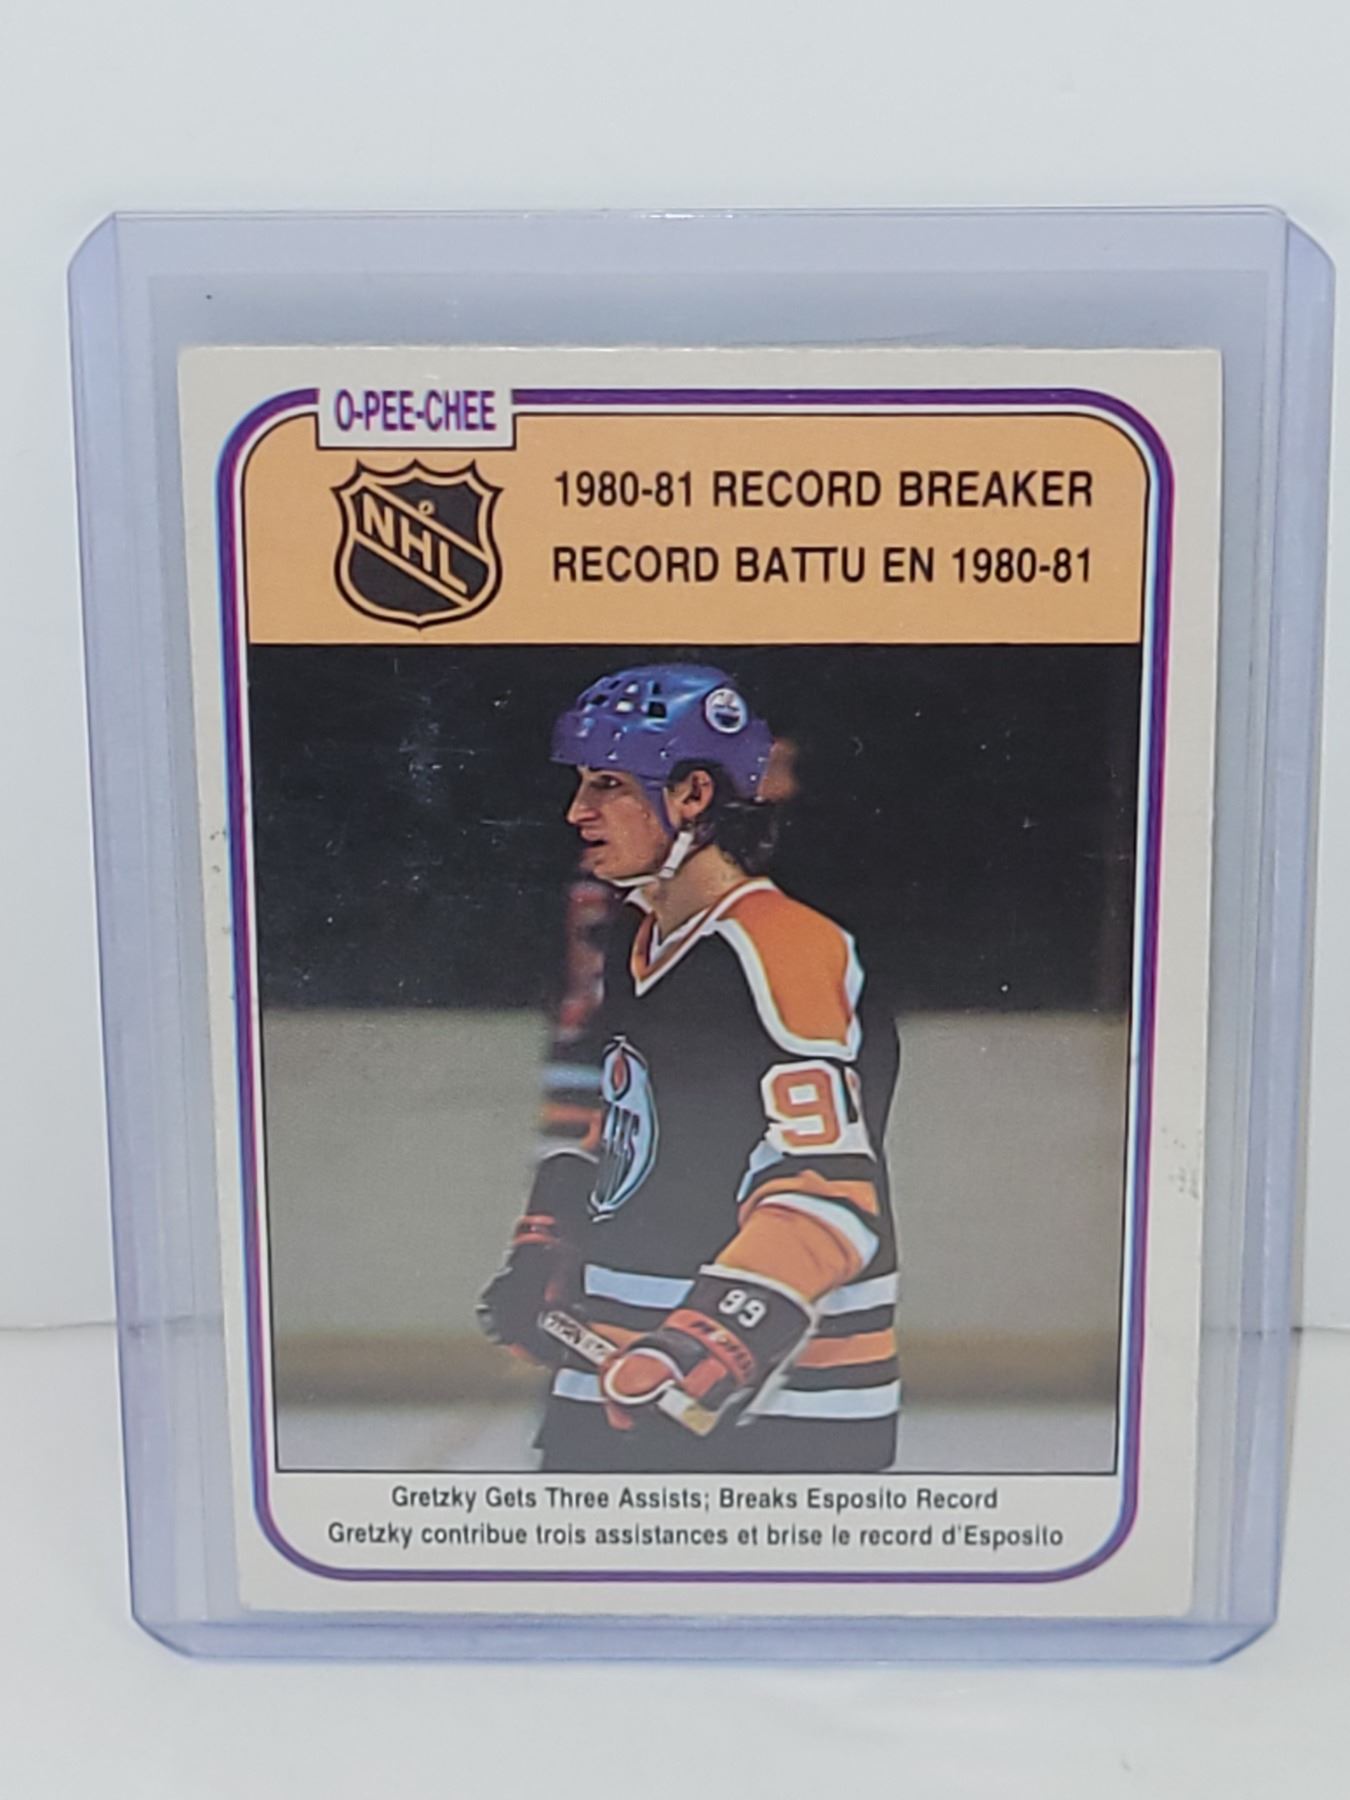 O-PEE-CHEE
NHL
1980-81 RECORD BREAKER
RECORD BATTU EN 1980-81
9
99
Gretzky Gets Three Assists; Breaks Esposito Record
Gretzky contribue trois assistances et brise le record d'Esposito